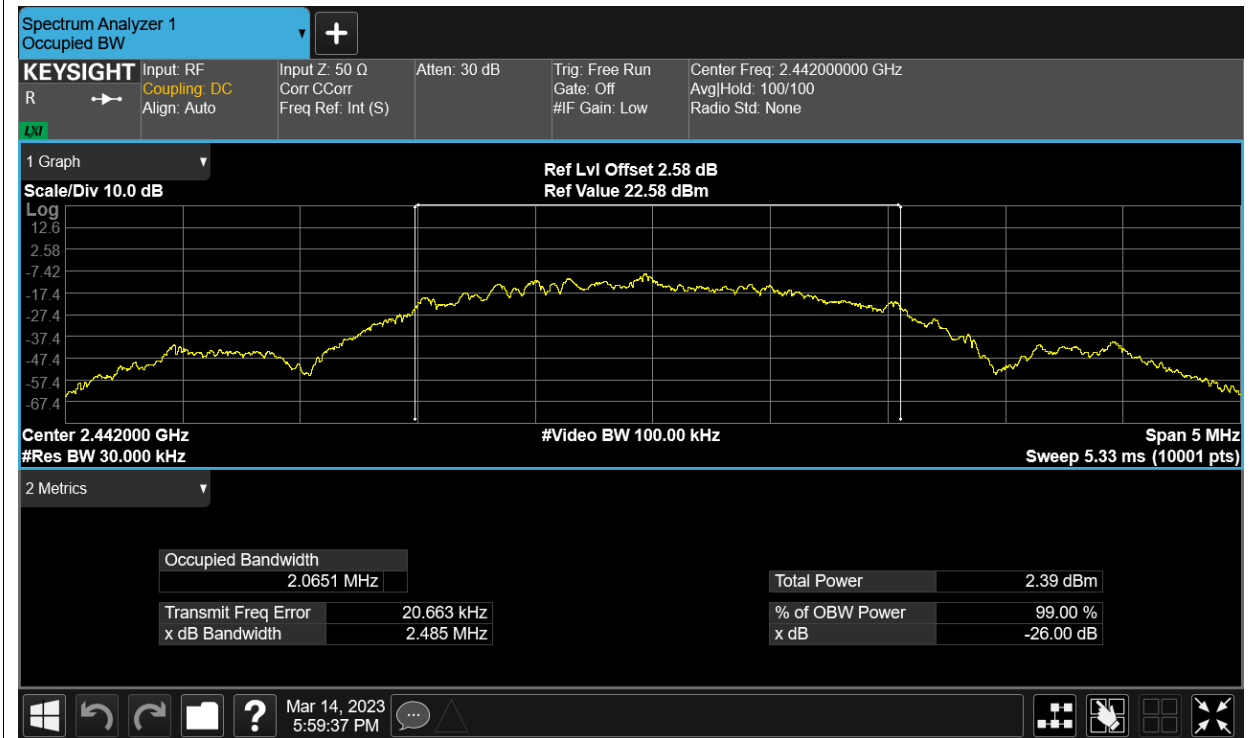 Spectrum Analyzer 1
Occupied BW
KEYSIGHT
R
LXI
Input: RF
Coupling: DC
Align: Auto
Input Z: 50 Ω
Corr CCorr
Freq Ref: Int (S)
Atten: 30 dB
Trig: Free Run
Gate: Off
#IF Gain: Low
Center Freq: 2.442000000 GHz
Avg|Hold: 100/100
Radio Std: None
1 Graph
Scale/Div 10.0 dB
Ref Lvl Offset 2.58 dB
Ref Value 22.58 dBm
Log
12.6
2.58
-7.42
-17.4
-27.4
-37.4
-47.4
-57.4
-67.4
Center 2.442000 GHz
#Video BW 100.00 kHz
Span 5 MHz
#Res BW 30.000 kHz
Sweep 5.33 ms (10001 pts)
2 Metrics
Occupied Bandwidth
2.0651 MHz
Total Power 2.39 dBm
Transmit Freq Error 20.663 kHz
% of OBW Power 99.00 %
x dB Bandwidth 2.485 MHz
x dB -26.00 dB
?
Mar 14, 2023
5:59:37 PM